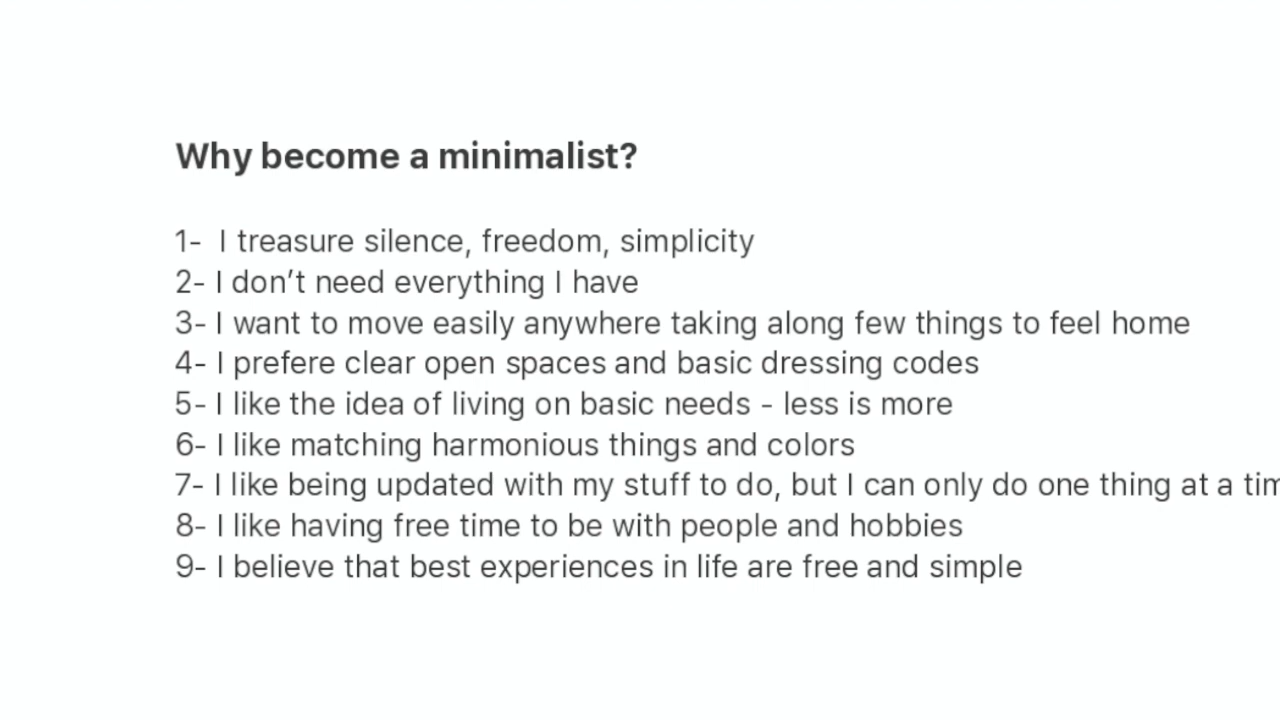 Why become a minimalist?
1-  I treasure silence, freedom, simplicity
2- I don’t need everything I have
3- I want to move easily anywhere taking along few things to feel home
4- I prefere clear open spaces and basic dressing codes
5- I like the idea of living on basic needs - less is more
6- I like matching harmonious things and colors
7- I like being updated with my stuff to do, but I can only do one thing at a
8- I like having free time to be with people and hobbies
9- I believe that best experiences in life are free and simple